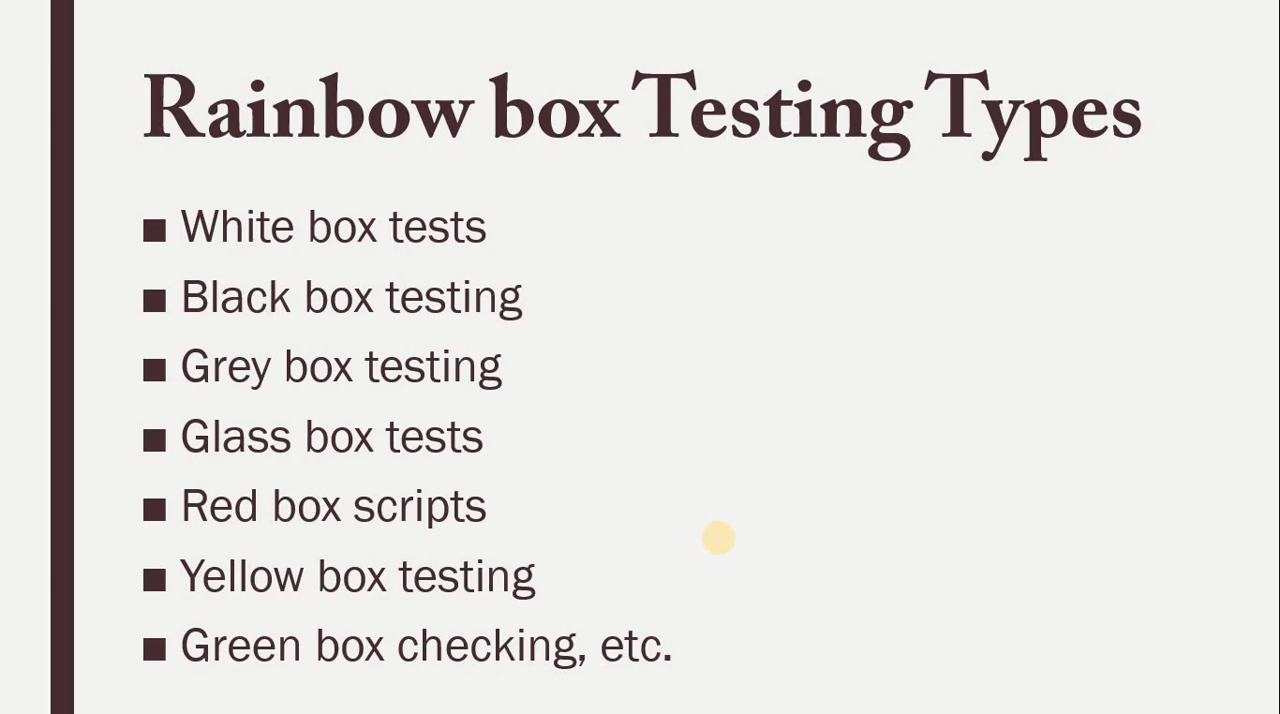 Rainbow box Testing Types
■ White box tests
■ Black box testing
■ Grey box testing
■ Glass box tests
■ Red box scripts
■ Yellow box testing
■ Green box checking, etc.